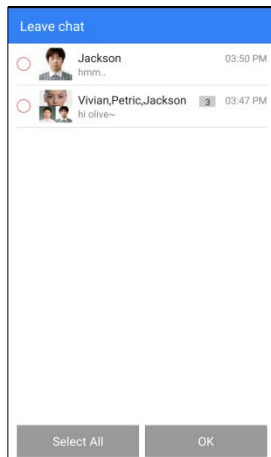 Leave chat
Jackson 03:50 PM
hmm..
Vivian,Petric,Jackson 3 03:47 PM
hi olive~
Select All OK